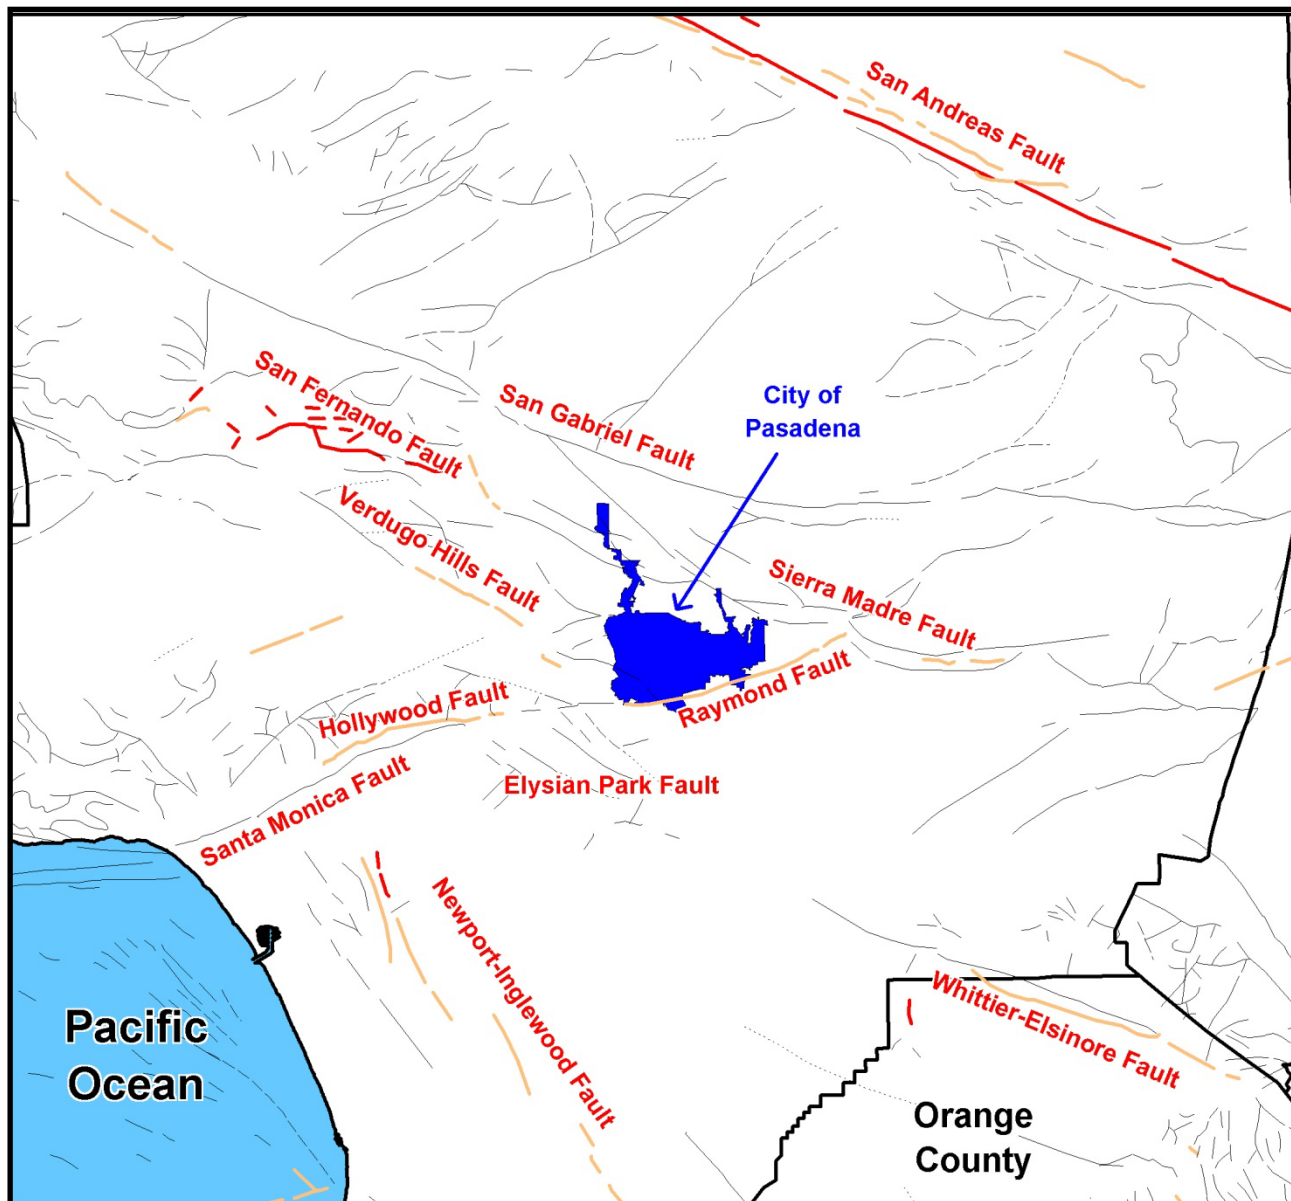 San Andreas Fault
San Fernando Fault
San Gabriel Fault
City of
Pasadena
Verdugo Hills Fault
Sierra Madre Fault
Raymond Fault
Hollywood Fault
Santa Monica Fault
Elysian Park Fault
Newport-Inglewood Fault
Whittier-Elsinore Fault
Pacific
Ocean
Orange
County